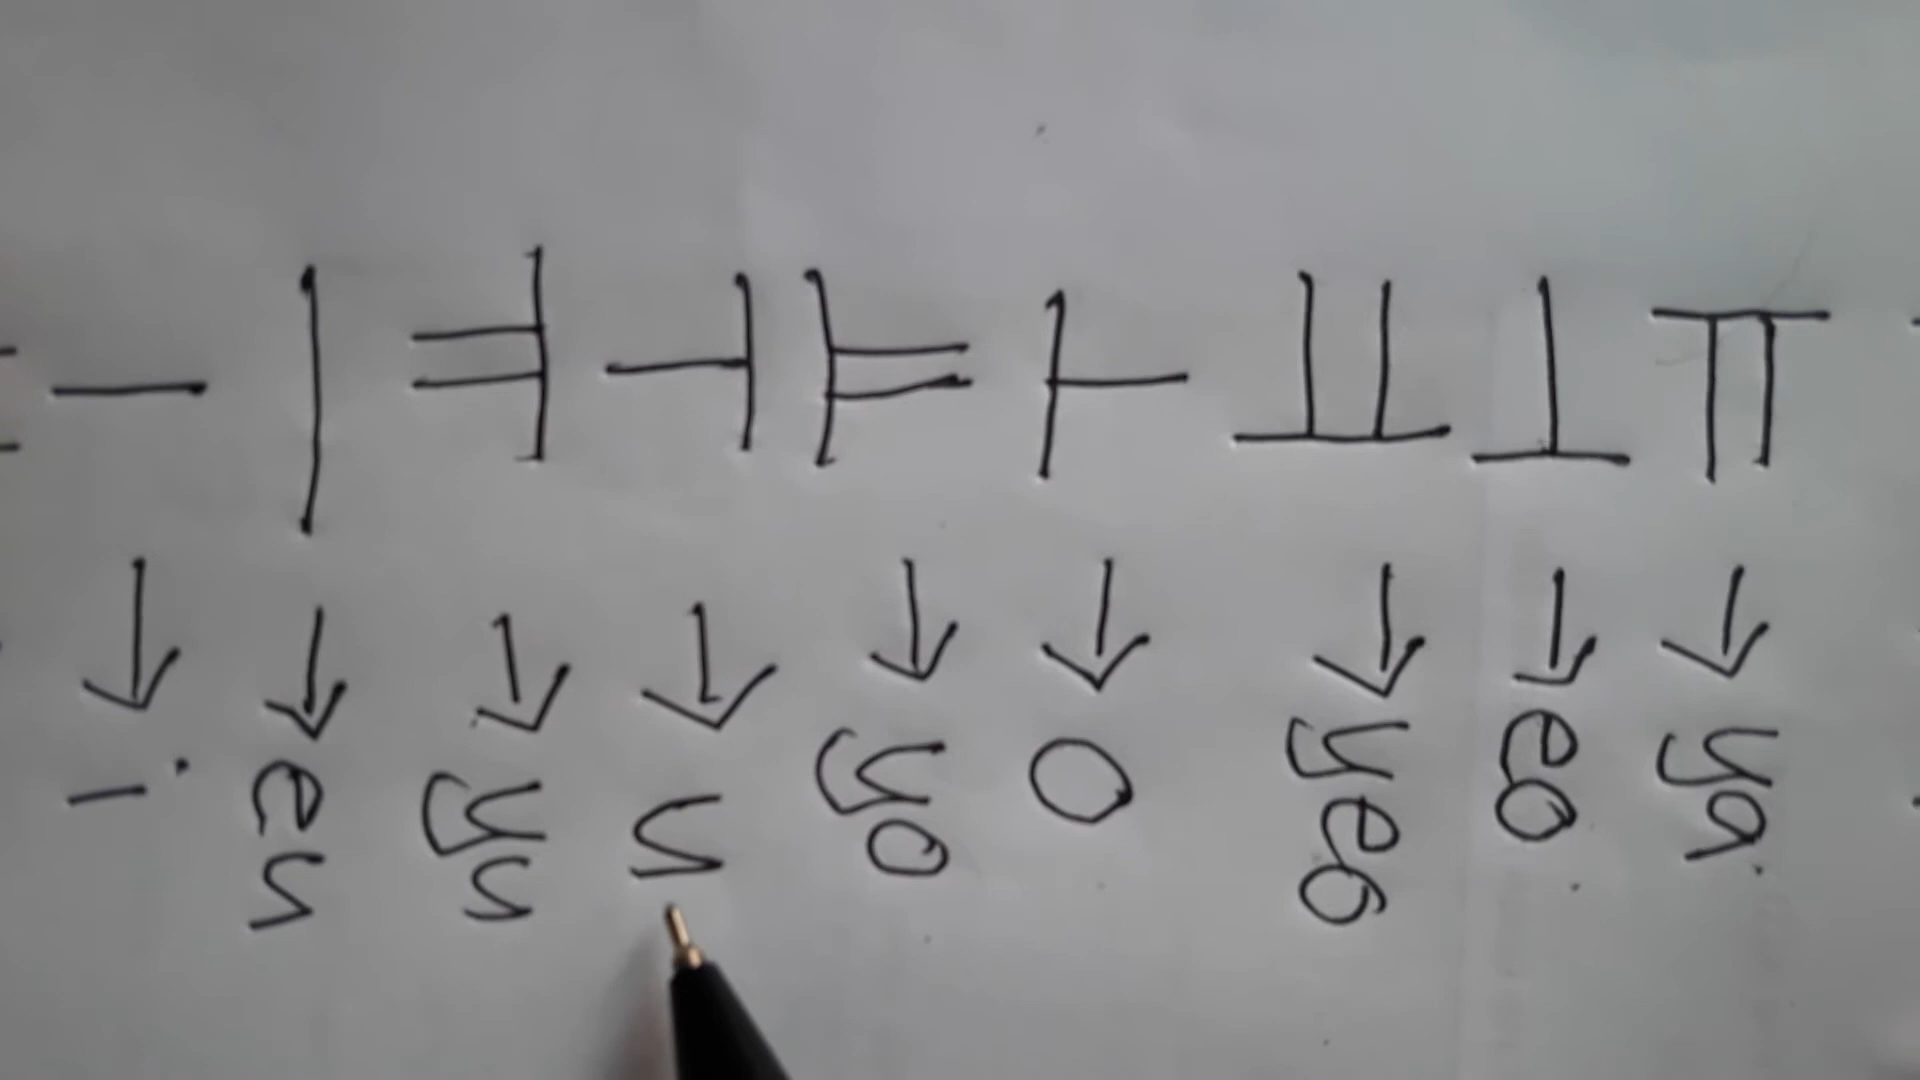 ㅑ → ya
ㅓ → eo
ㅕ → yeo
ㅗ → o
ㅛ → yo
ㅜ → u
ㅠ → yu
ㅡ → eu
ㅣ → i